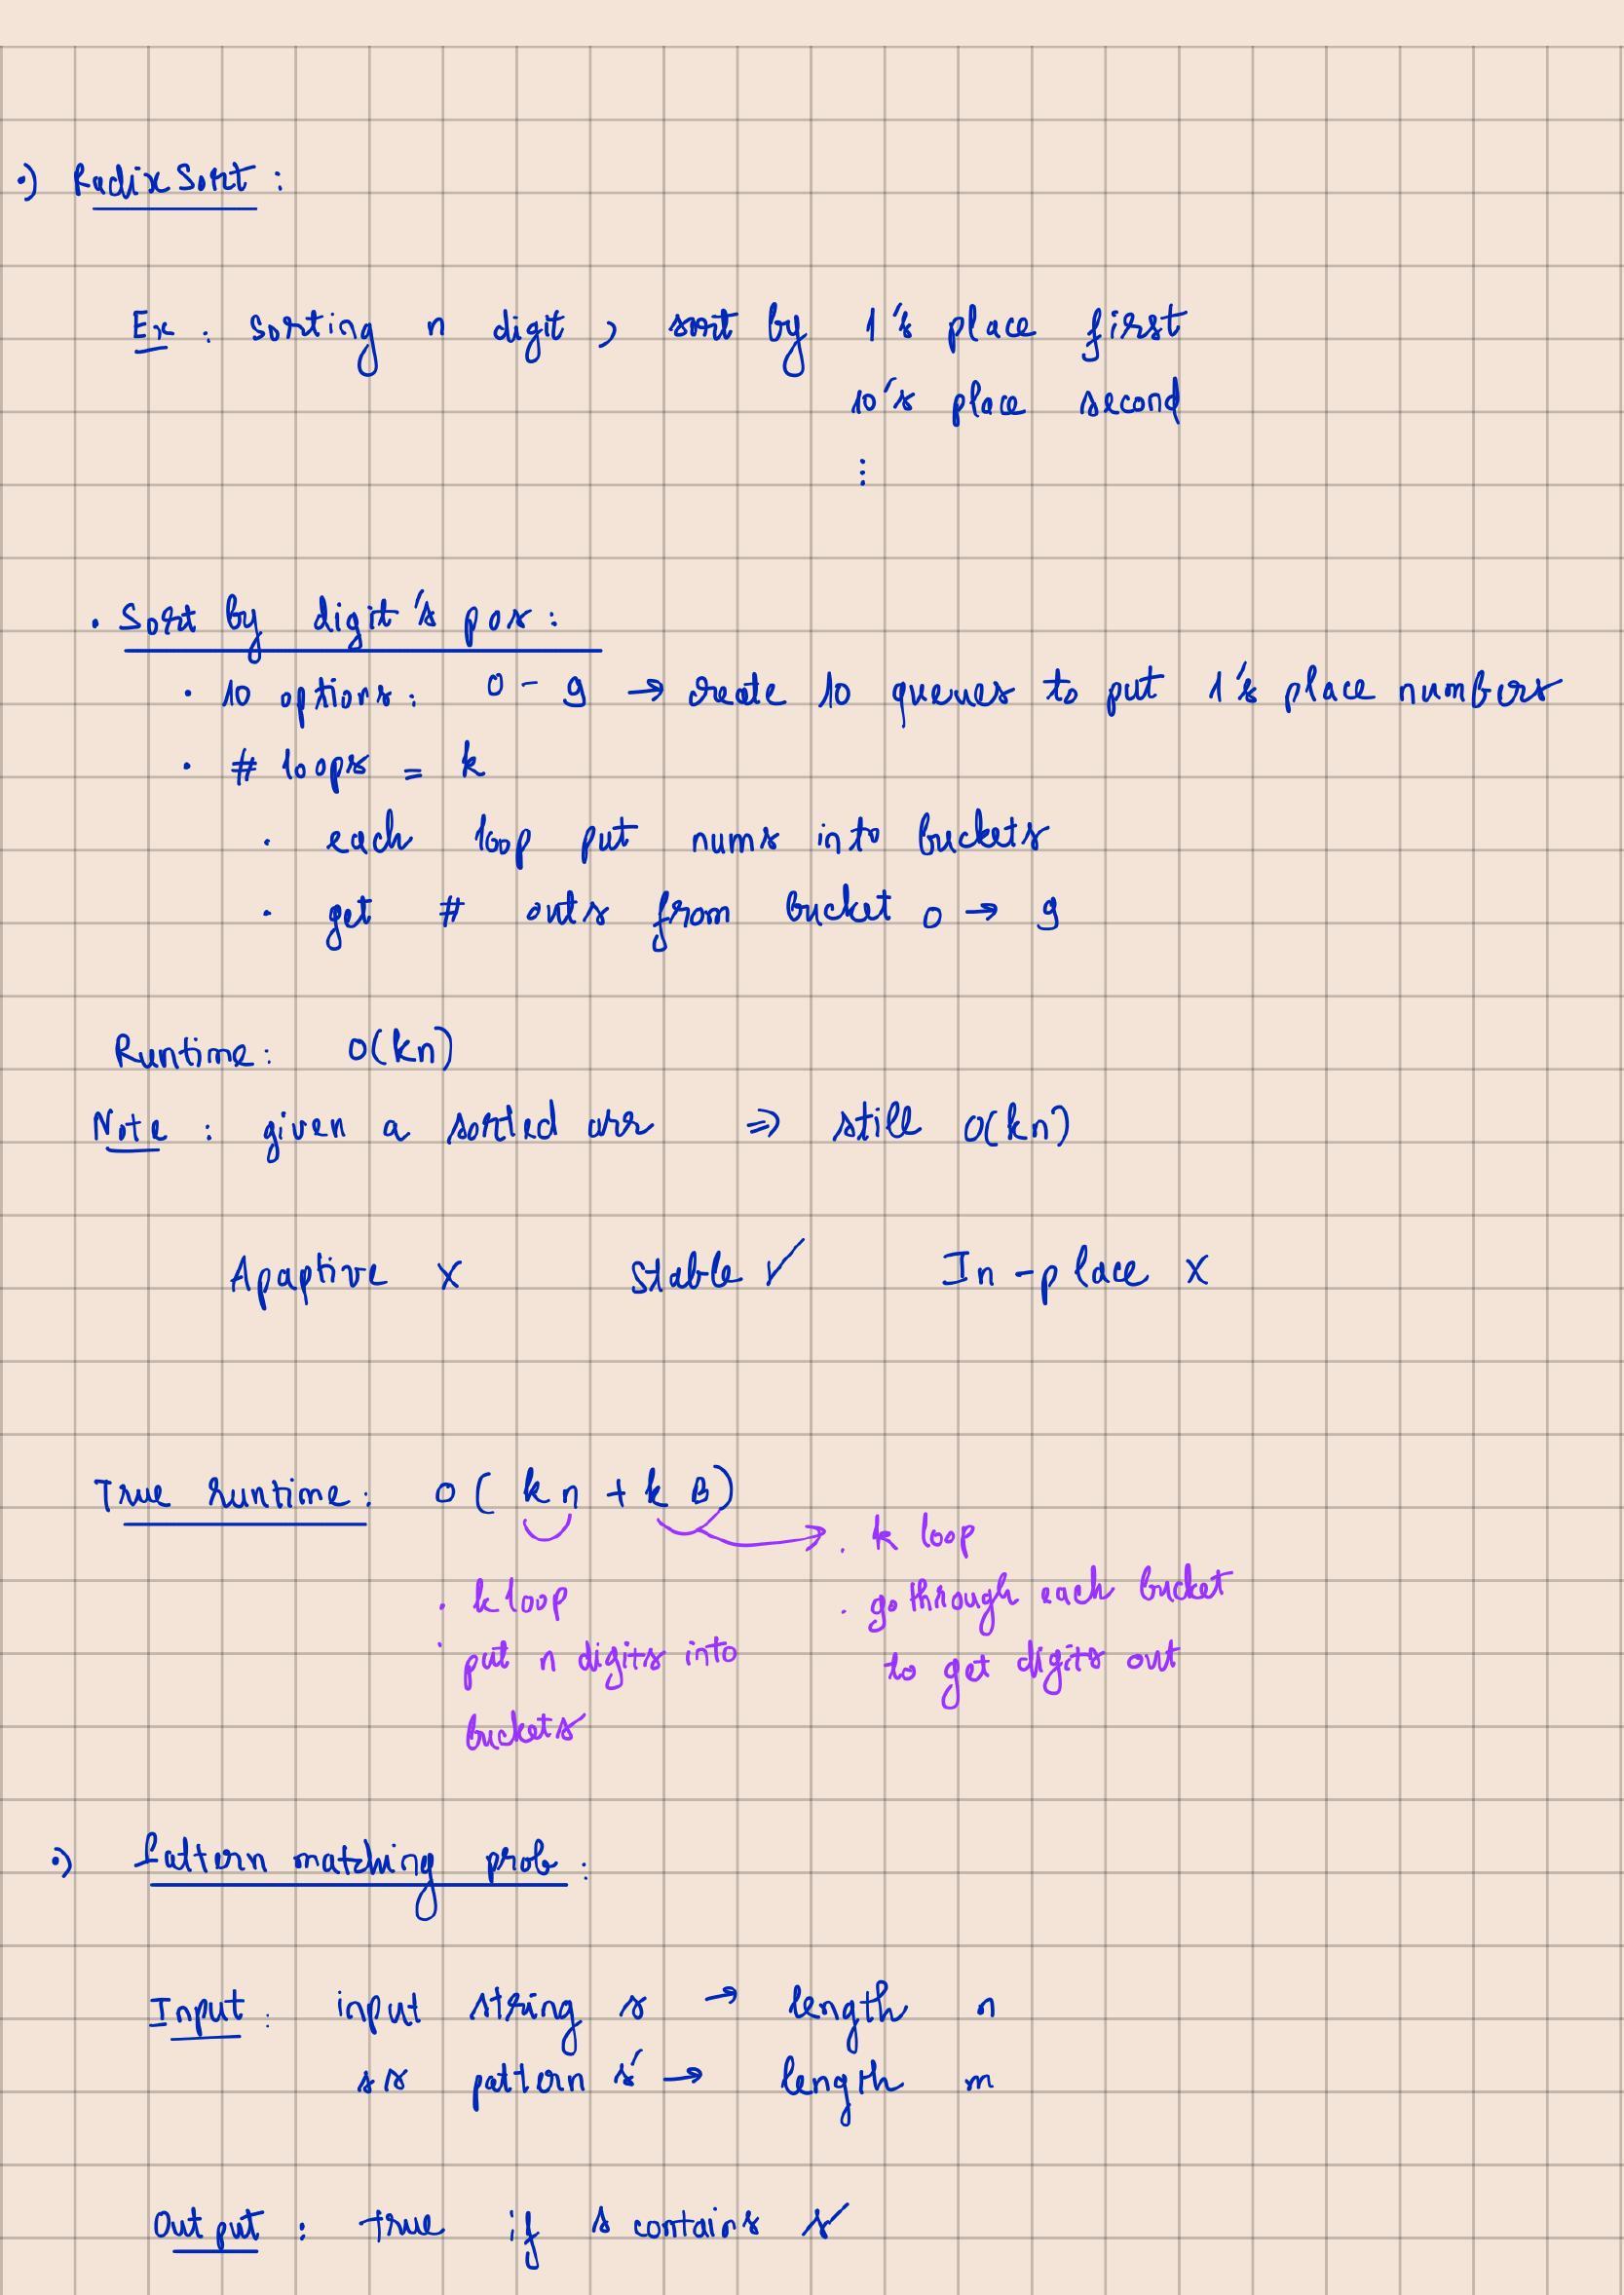 •) Radix Sort :
Ex : sorting n digit , sort by 1's place first
10's place second
⋮
• Sort by digit's pos :
• 10 options : 0 - 9 → create 10 queues to put 1's place numbers
• # loops = k
• each loop put nums into buckets
• get # outs from bucket 0 → 9
Runtime : O(kn)
Note : given a sorted arr ⇒ still O(kn)
Apaptive X Stable ✓ In-place X
True runtime : O ( kn + k B )
• k loop
• put n digits into
buckets
• k loop
• go through each bucket
to get digits out
•) Pattern matching prob :
Input : input string s → length n
ss pattern s' → length m
Output : true if s contains s'